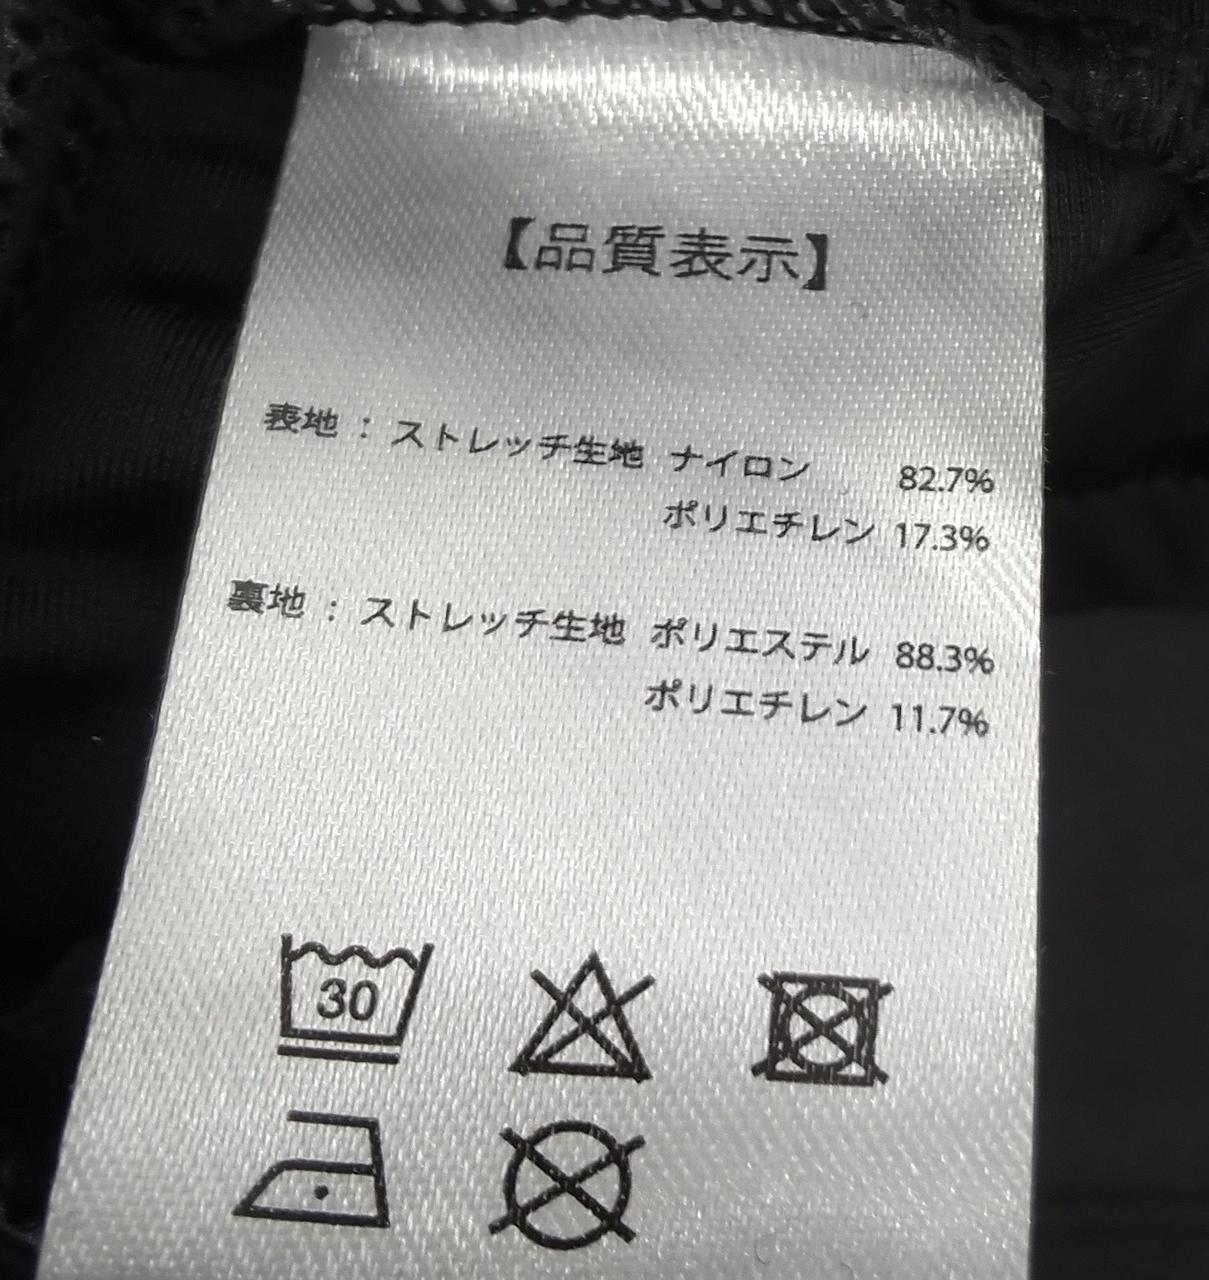 【品質表示】
表地 : ストレッチ生地 ナイロン 82.7%
ポリエチレン 17.3%
裏地 : ストレッチ生地 ポリエステル 88.3%
ポリエチレン 11.7%
30